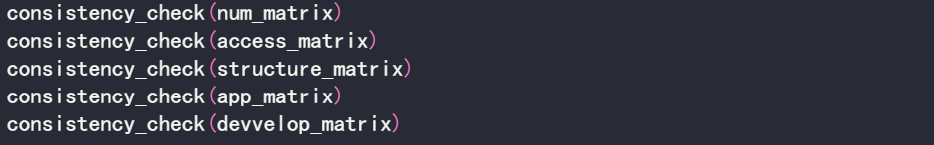 consistency_check(num_matrix)
consistency_check(access_matrix)
consistency_check(structure_matrix)
consistency_check(app_matrix)
consistency_check(devvelop_matrix)